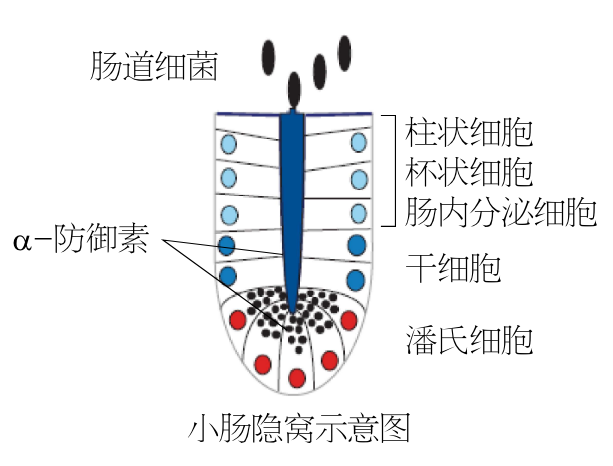 肠道细菌
柱状细胞
杯状细胞
肠内分泌细胞
α-防御素
干细胞
潘氏细胞
小肠隐窝示意图